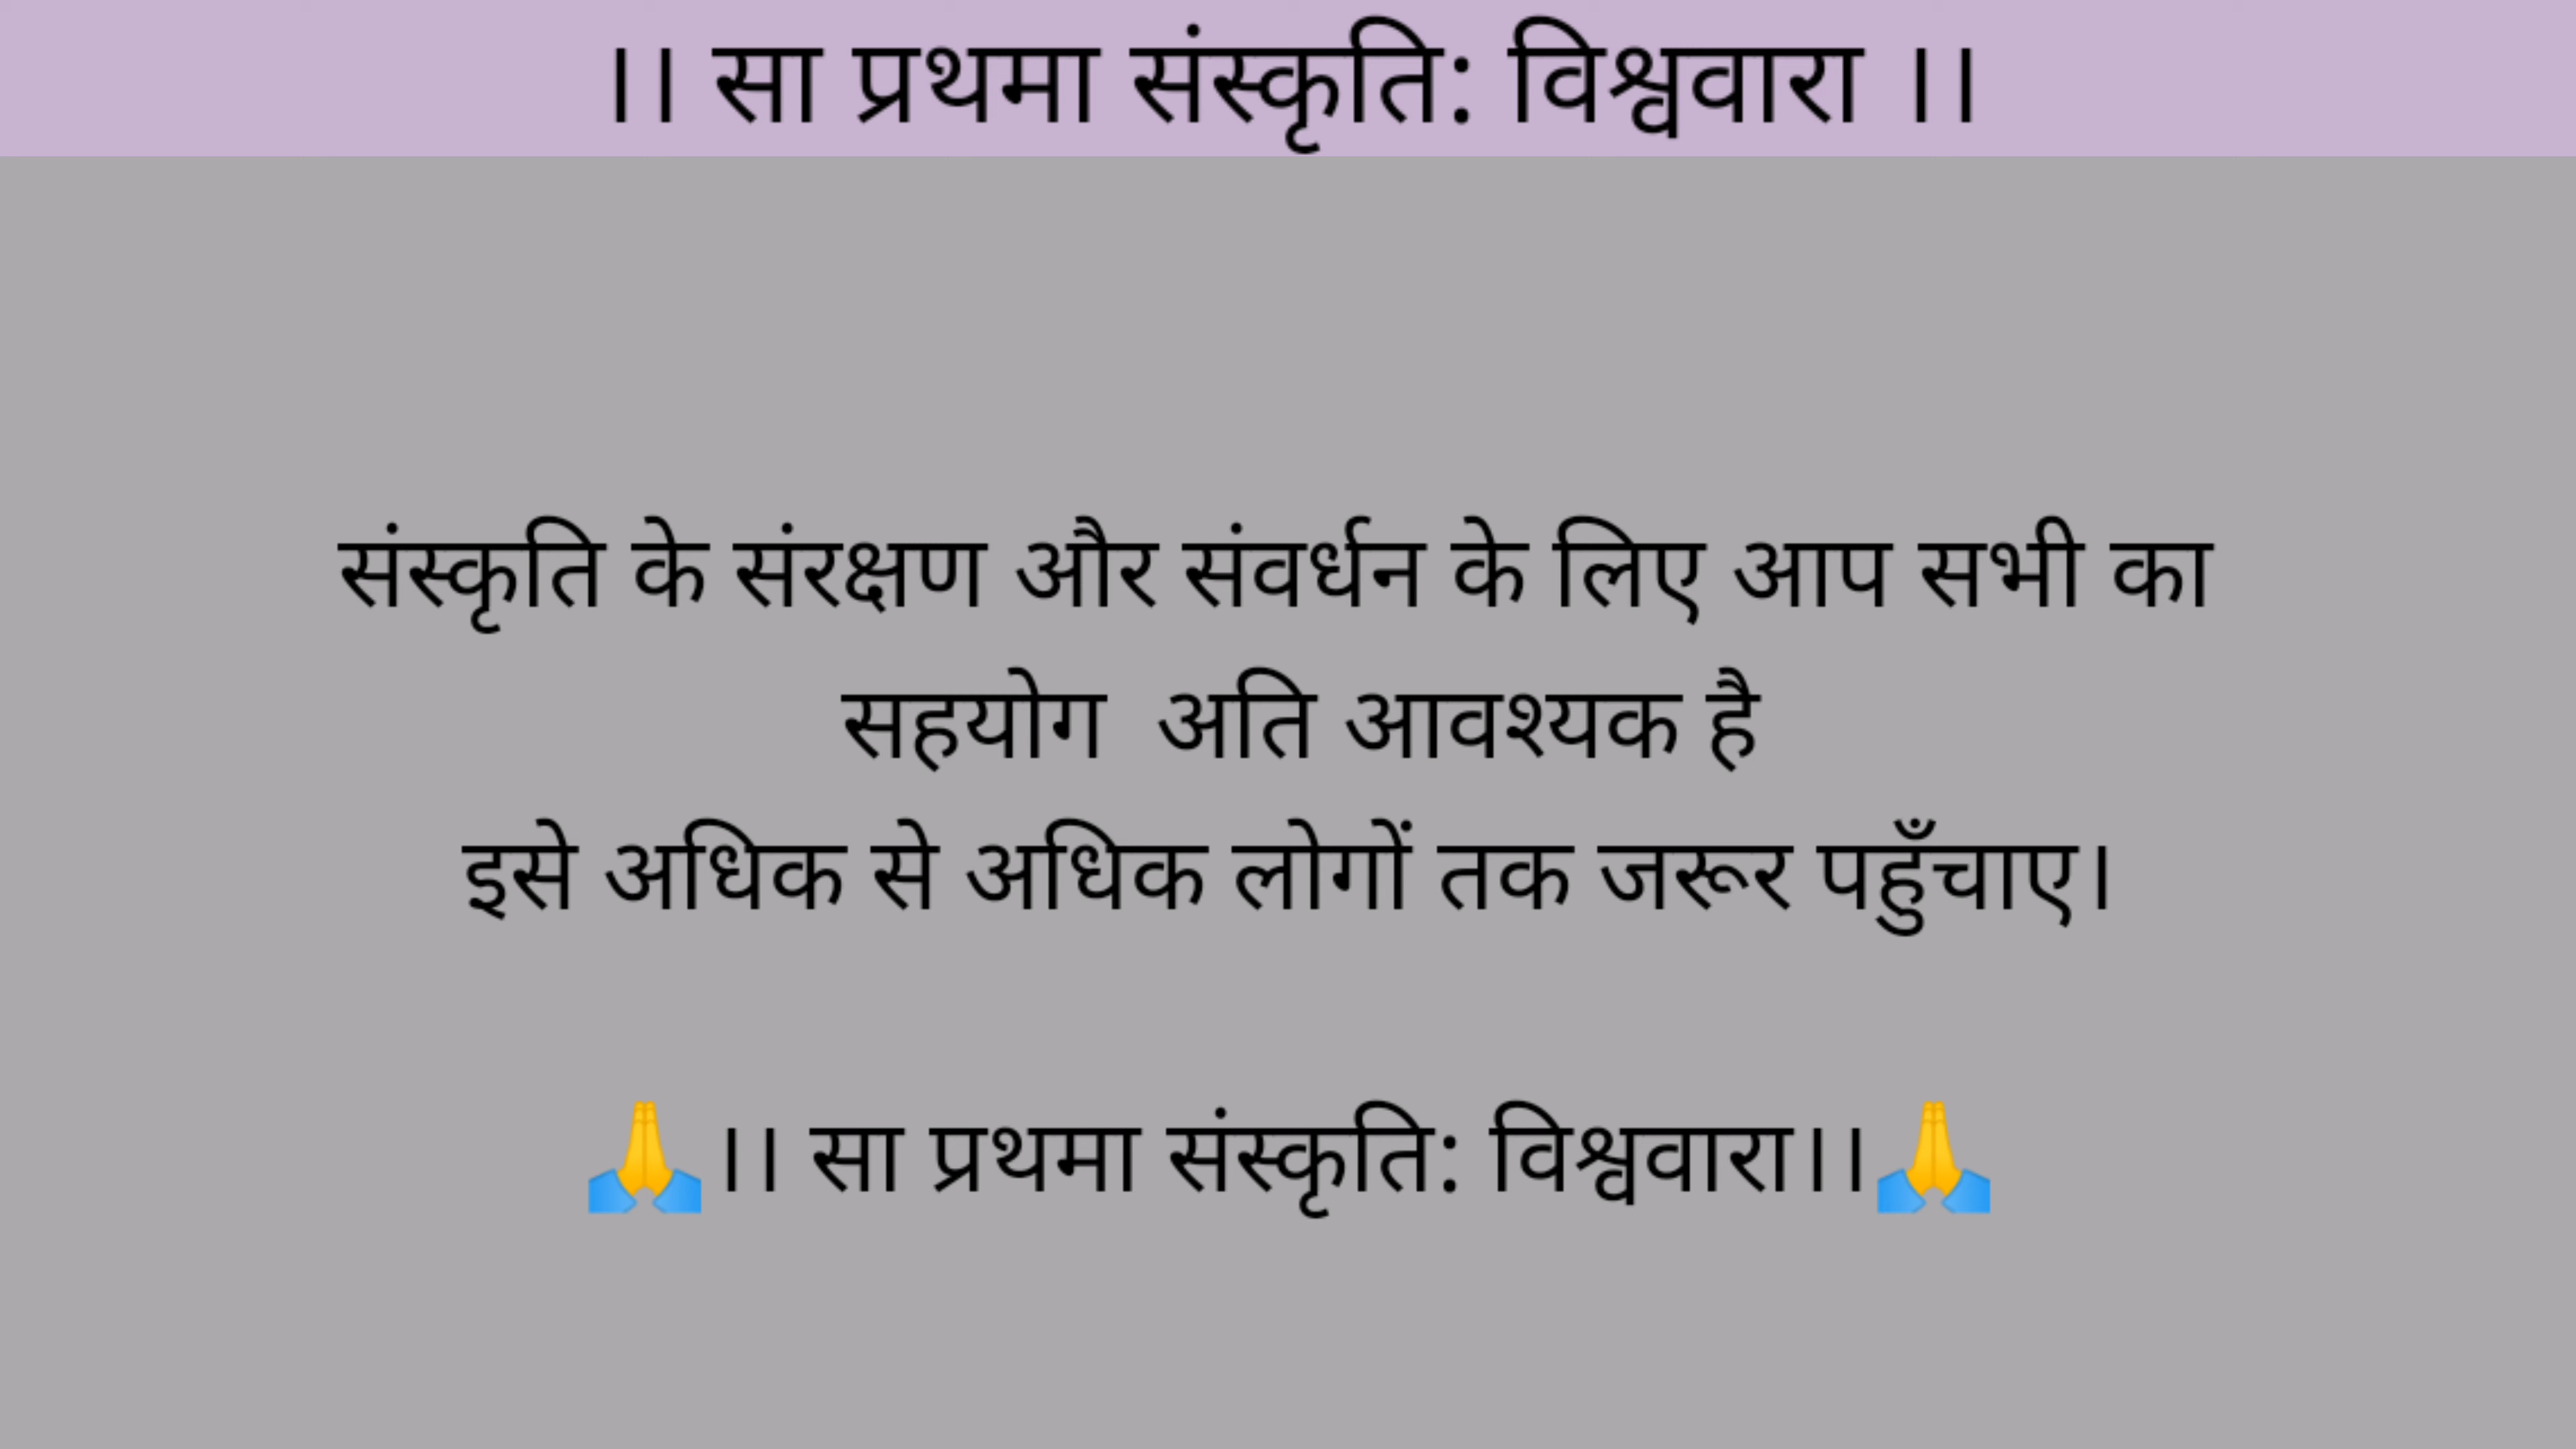 ।। सा प्रथमा संस्कृति: विश्ववारा ।।
संस्कृति के संरक्षण और संवर्धन के लिए आप सभी का
सहयोग  अति आवश्यक है
इसे अधिक से अधिक लोगों तक जरूर पहुँचाए।
🙏।। सा प्रथमा संस्कृति: विश्ववारा।।🙏